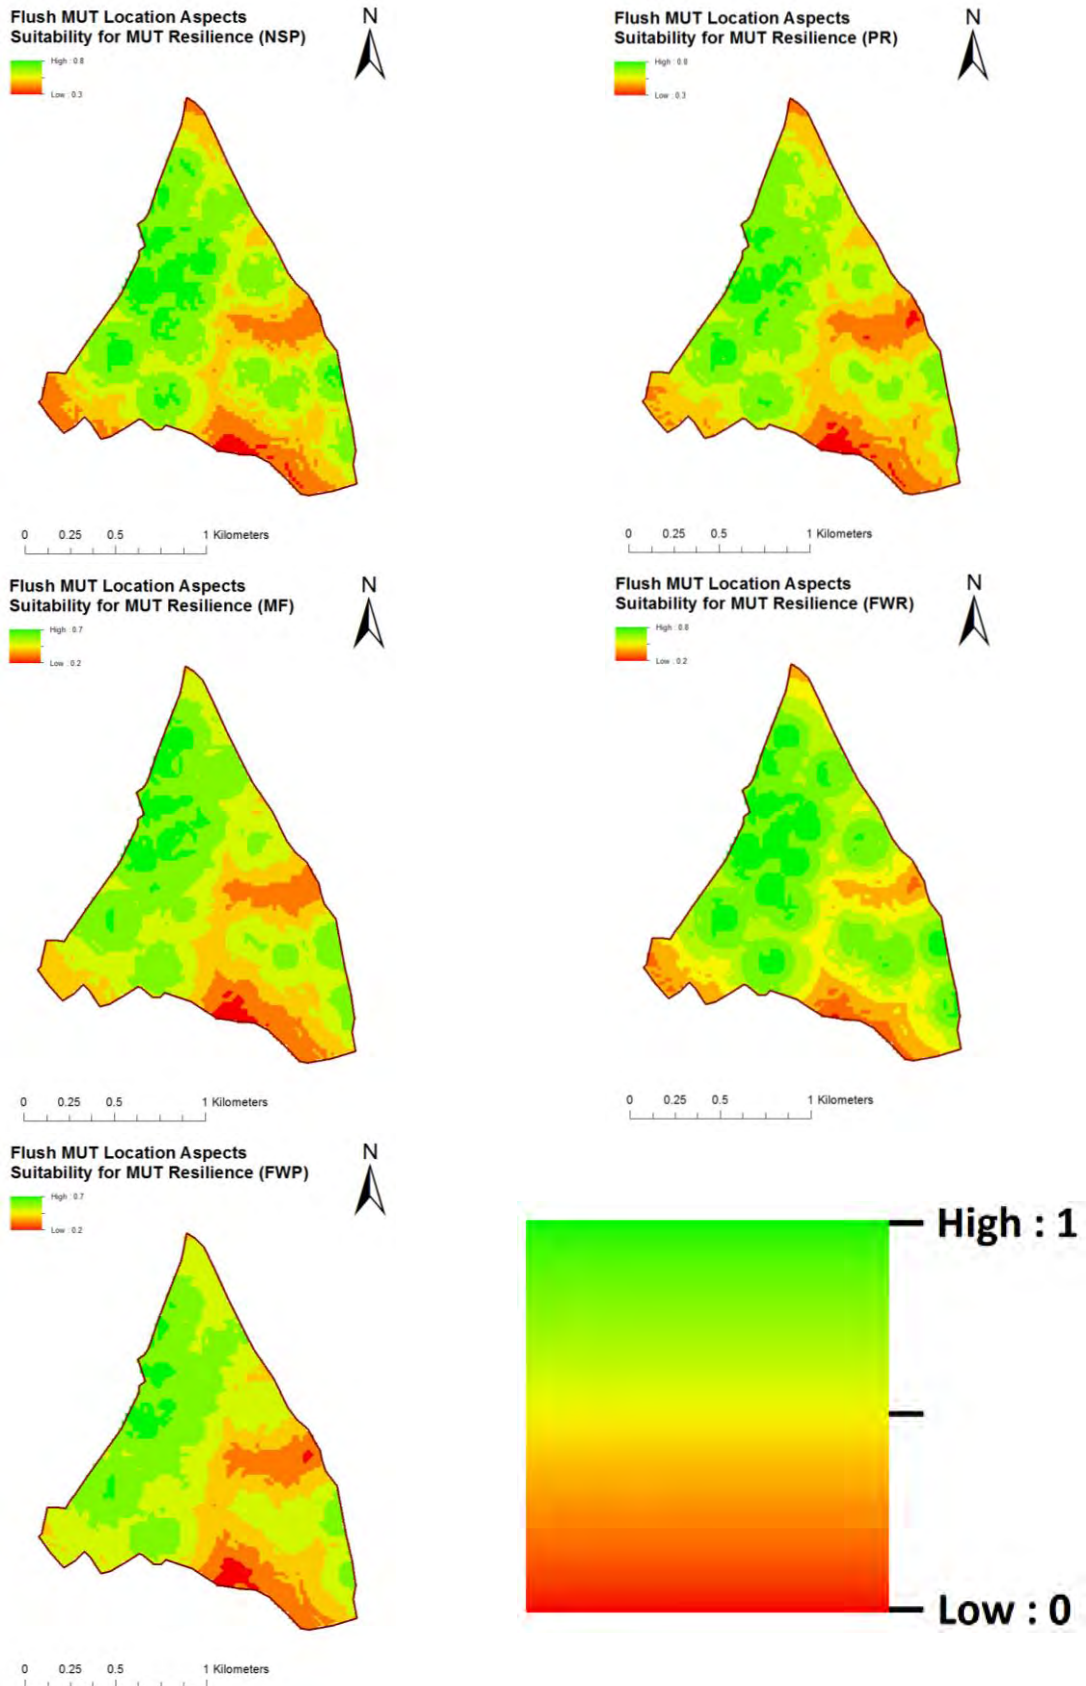 Flush MUT Location Aspects
Suitability for MUT Resilience (NSP)
N
High : 0.8
Low : 0.3
0 0.25 0.5 1 Kilometers
Flush MUT Location Aspects
Suitability for MUT Resilience (PR)
N
High : 0.8
Low : 0.3
0 0.25 0.5 1 Kilometers
Flush MUT Location Aspects
Suitability for MUT Resilience (MF)
N
High : 0.7
Low : 0.2
0 0.25 0.5 1 Kilometers
Flush MUT Location Aspects
Suitability for MUT Resilience (FWR)
N
High : 0.8
Low : 0.2
0 0.25 0.5 1 Kilometers
Flush MUT Location Aspects
Suitability for MUT Resilience (FWP)
N
High : 0.7
Low : 0.2
0 0.25 0.5 1 Kilometers
High : 1
Low : 0